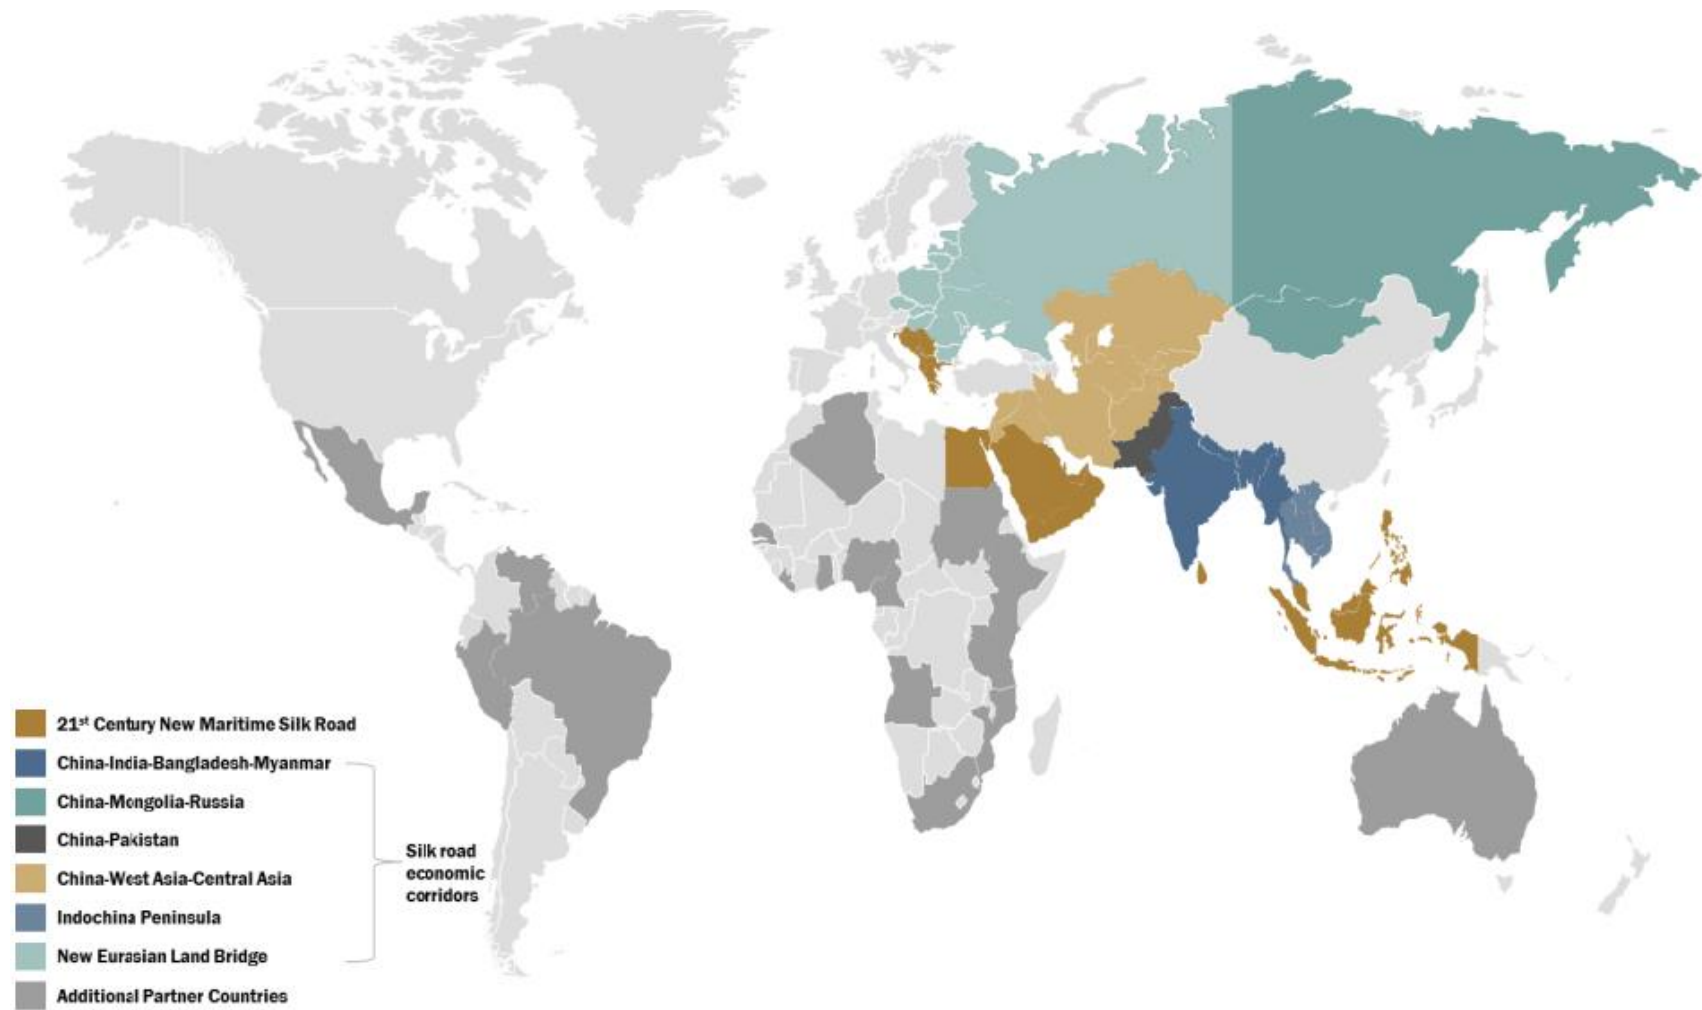 21st Century New Maritime Silk Road
China-India-Bangladesh-Myanmar
China-Mongolia-Russia
China-Pakistan
China-West Asia-Central Asia
Indochina Peninsula
New Eurasian Land Bridge
Additional Partner Countries
Silk road
economic
corridors